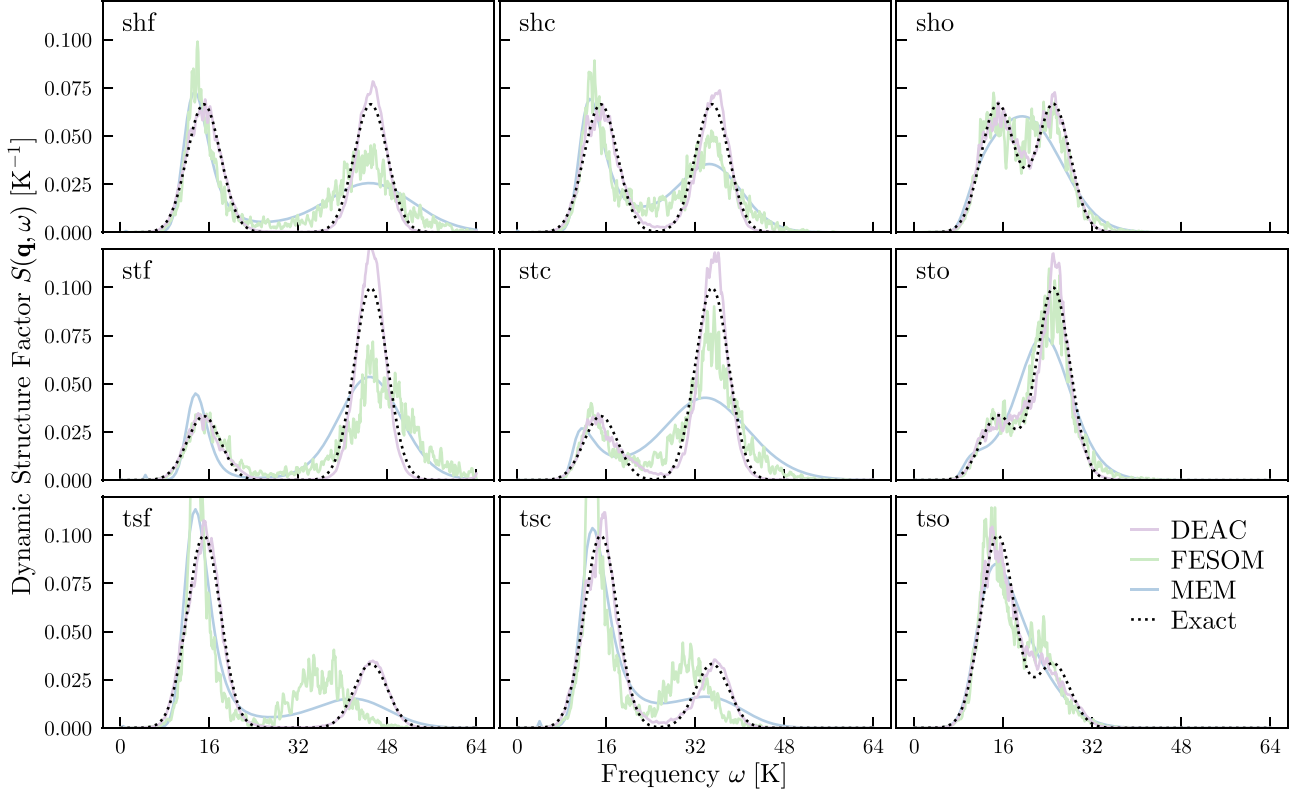 Dynamic Structure Factor S(q, ω) [K⁻¹]
shf
shc
sho
0.100
0.075
0.050
0.025
0.000
stf
stc
sto
0.100
0.075
0.050
0.025
0.000
tsf
tsc
tso
0.100
0.075
0.050
0.025
0.000
DEAC
FESOM
MEM
Exact
0 16 32 48 64
0 16 32 48 64
0 16 32 48 64
Frequency ω [K]